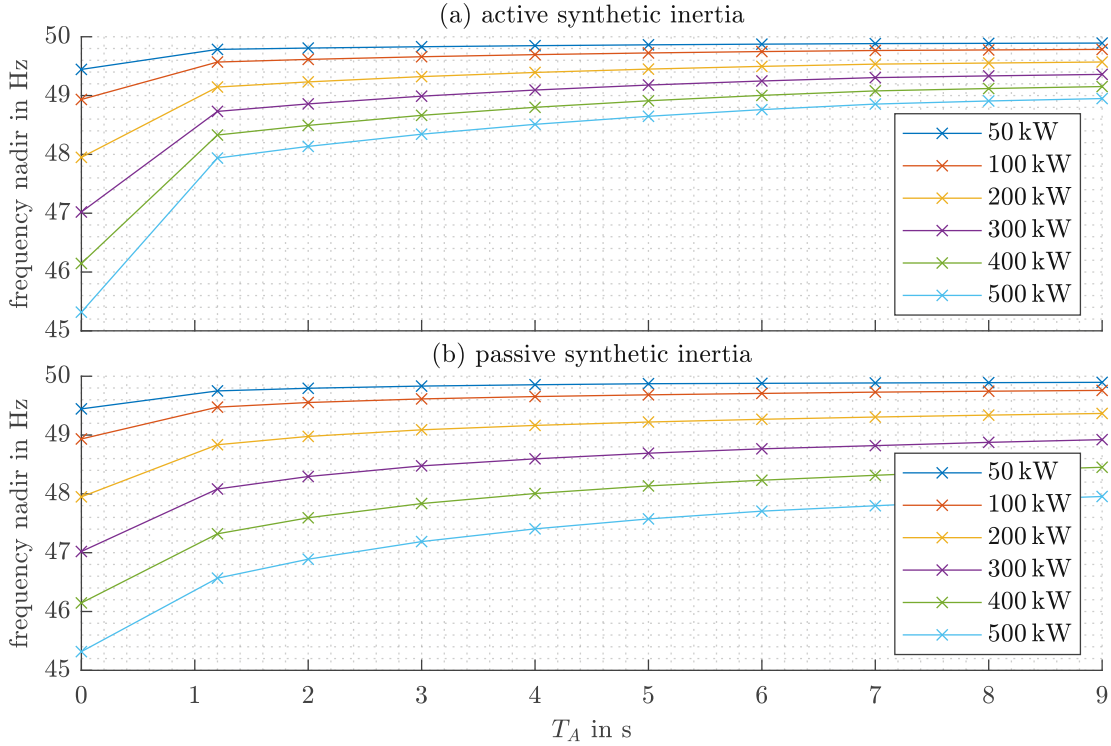 (a) active synthetic inertia
frequency nadir in Hz
50
49
48
47
46
45
50 kW
100 kW
200 kW
300 kW
400 kW
500 kW
(b) passive synthetic inertia
frequency nadir in Hz
50
49
48
47
46
45
50 kW
100 kW
200 kW
300 kW
400 kW
500 kW
0 1 2 3 4 5 6 7 8 9
T_A in s